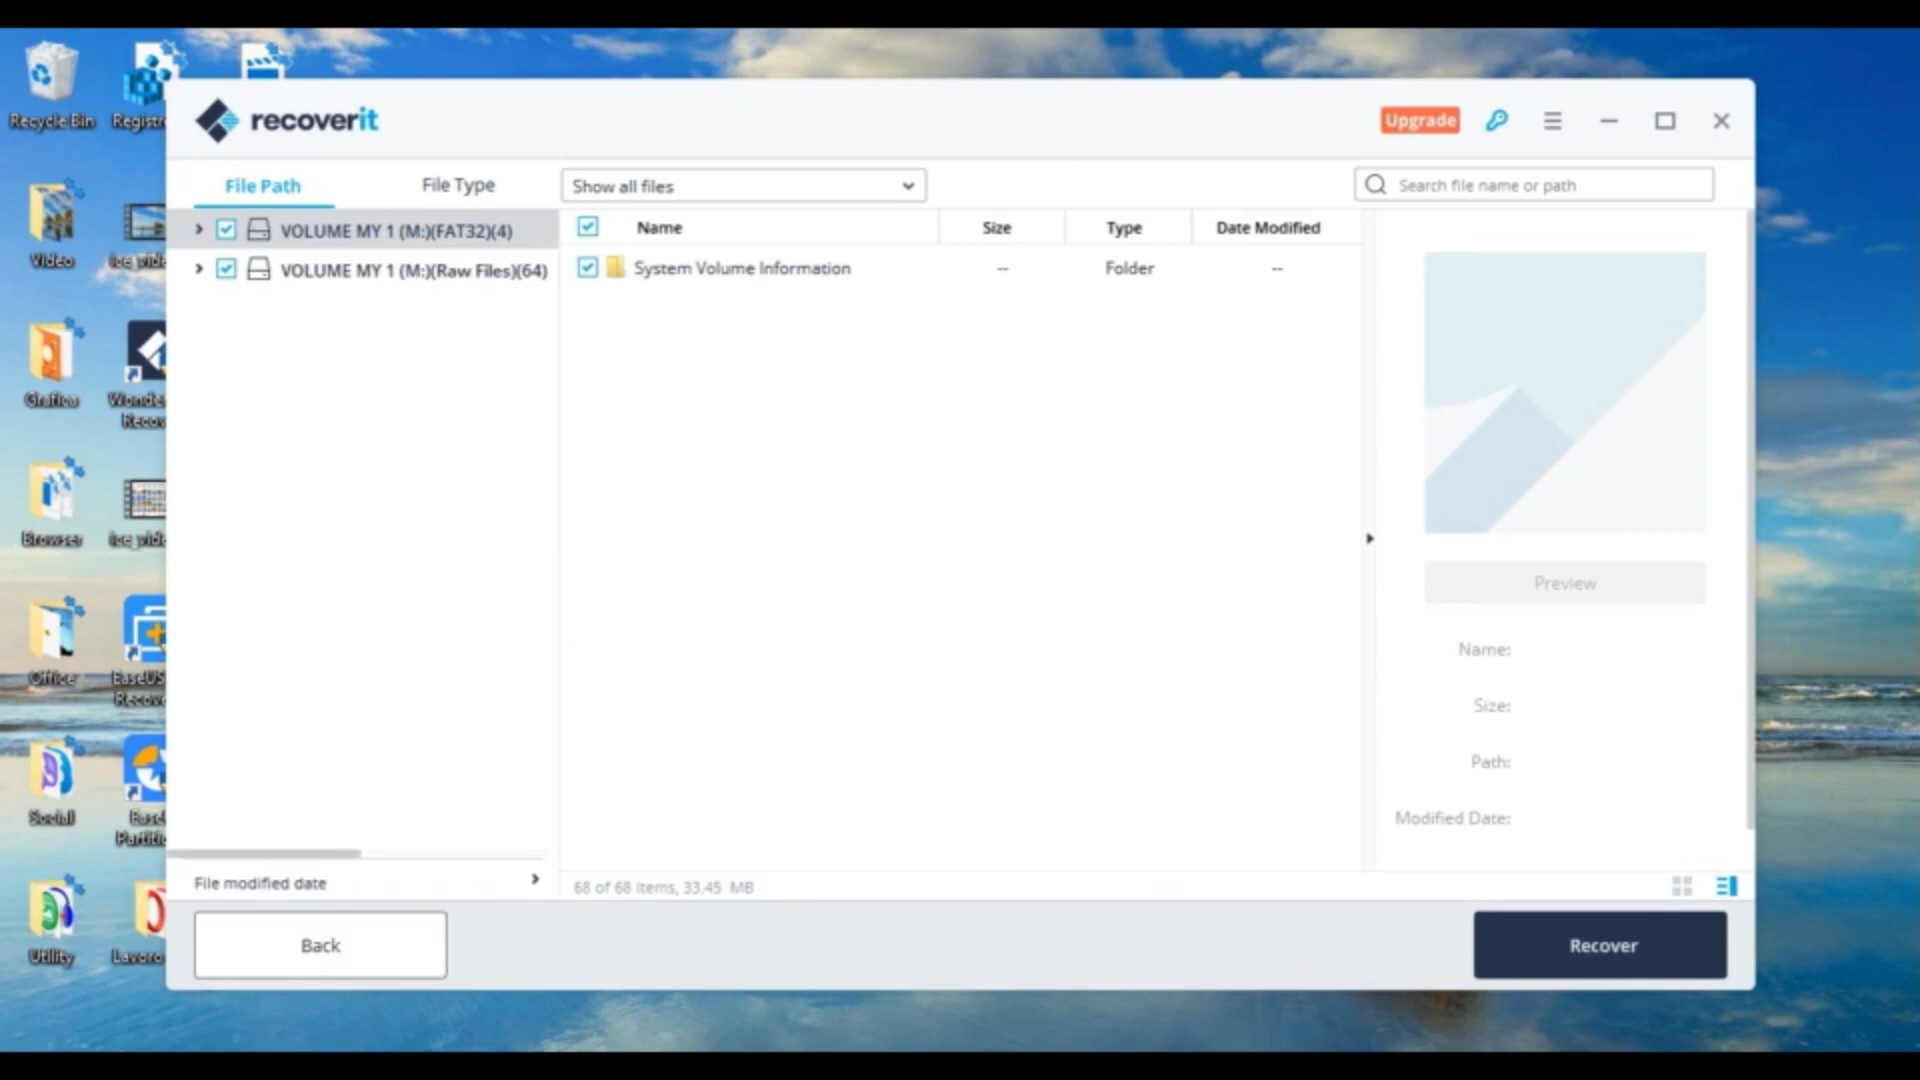 Recycle Bin
recoverit
Upgrade
File Path
File Type
Show all files
Search file name or path
VOLUME MY 1 (M:)(FAT32)(4)
VOLUME MY 1 (M:)(Raw Files)(64)
Name
Size
Type
Date Modified
System Volume Information
--
Folder
--
Video
Grafica
Browser
Office
Social
Utility
Recov
Lavoro
Preview
Name:
Size:
Path:
Modified Date:
File modified date
68 of 68 items, 33.45 MB
Back
Recover